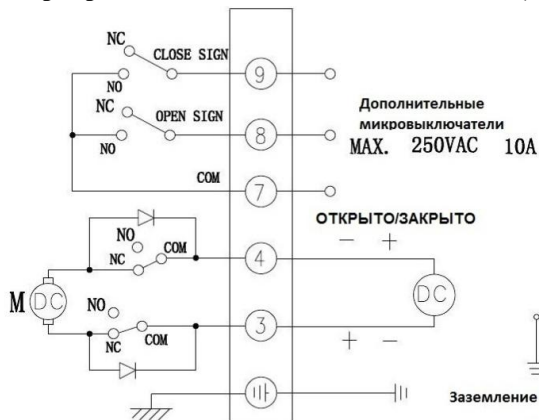 NC
CLOSE SIGN
9
NO
NC
OPEN SIGN
8
NO
Дополнительные
микровыключатели
MAX. 250VAC 10A
COM
7
ОТКРЫТО/ЗАКРЫТО
NO
COM
NC
4
− +
M DC
DC
NO
NC
COM
3
+ −
Заземление